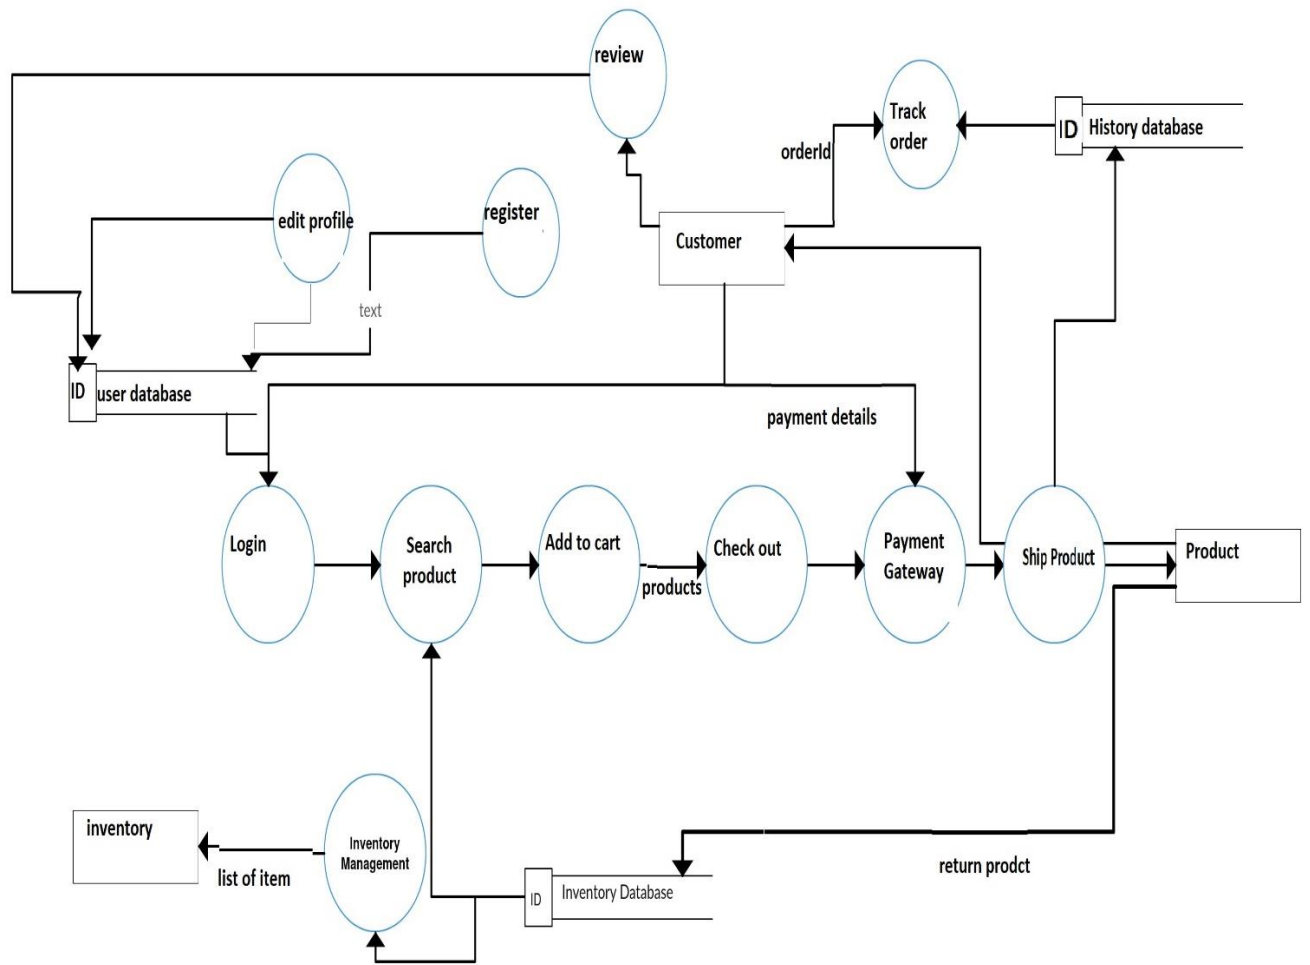 review
Track
order
ID
History database
orderId
edit profile
register
Customer
text
ID
user database
payment details
Login
Search
product
Add to cart
products
Check out
Payment
Gateway
Ship Product
Product
inventory
list of item
Inventory
Management
ID
Inventory Database
return prodct